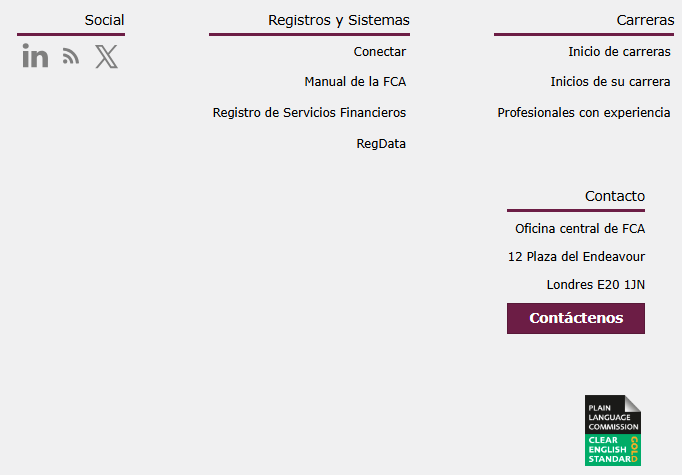 Social
Registros y Sistemas
Conectar
Manual de la FCA
Registro de Servicios Financieros
RegData
Carreras
Inicio de carreras
Inicios de su carrera
Profesionales con experiencia
Contacto
Oficina central de FCA
12 Plaza del Endeavour
Londres E20 1JN
Contáctenos
PLAIN
LANGUAGE
COMMISSION
CLEAR
ENGLISH
STANDARD
GOLD